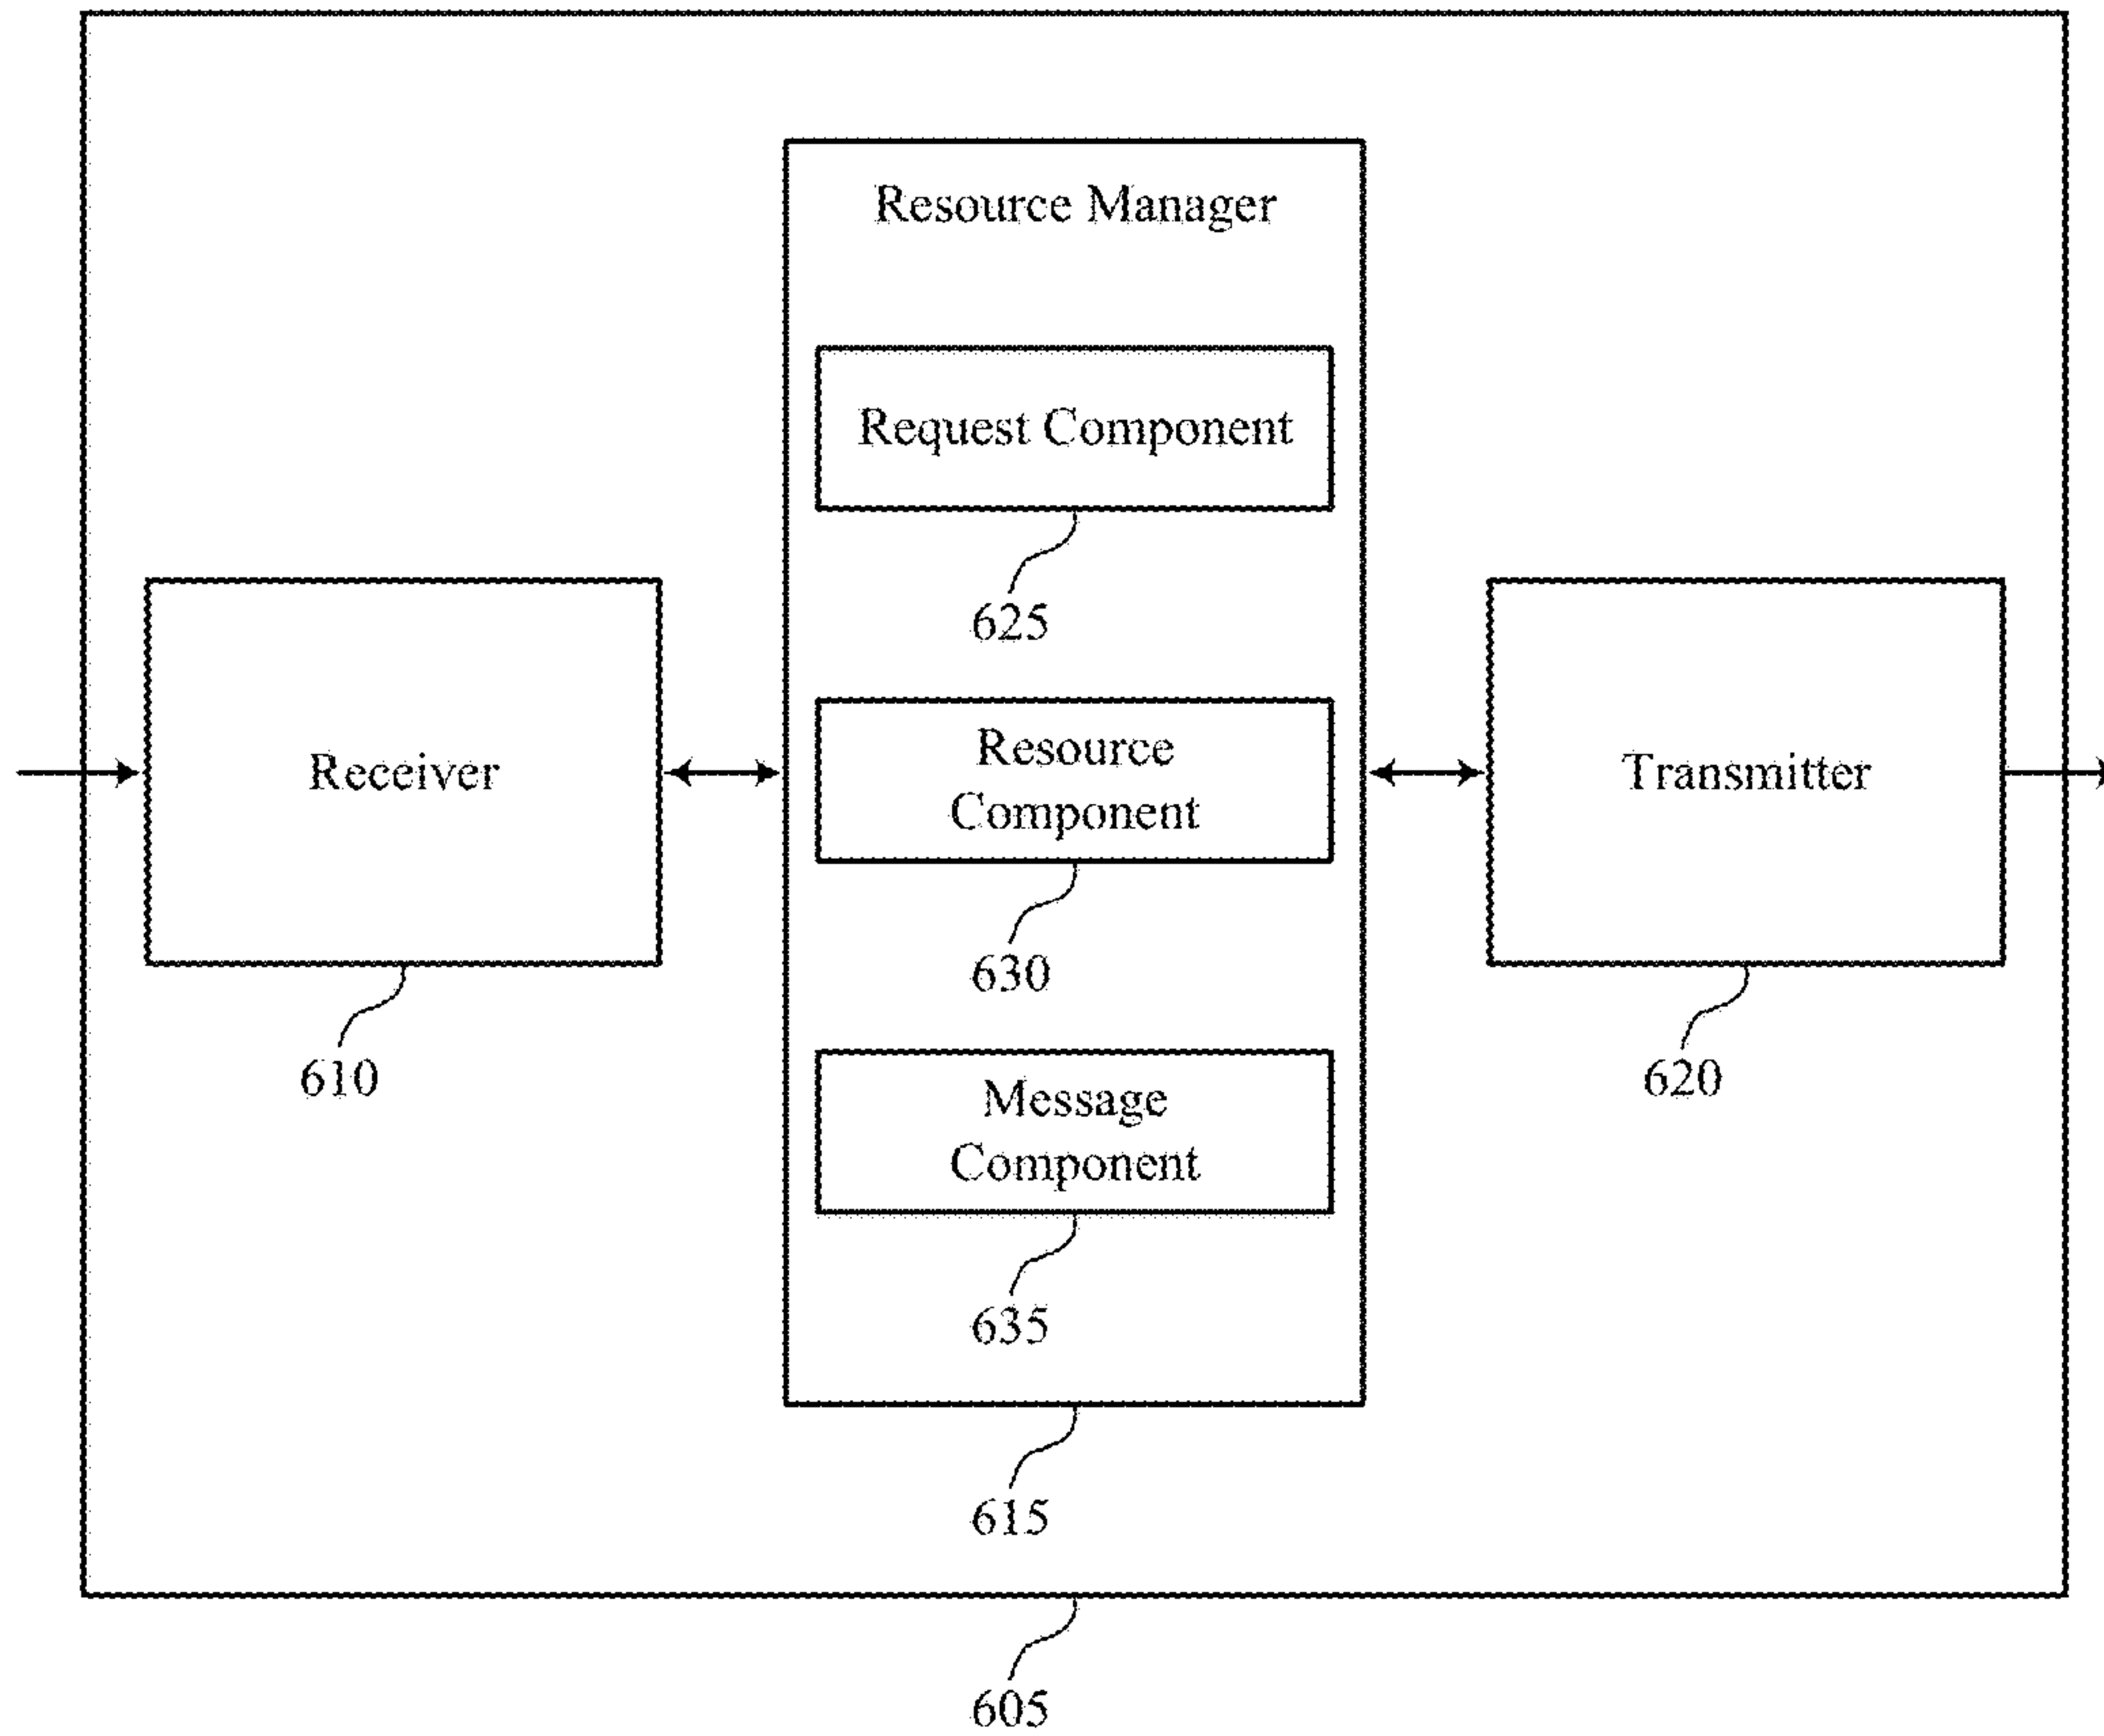 Resource Manager
Request Component
625
Receiver
Resource
Component
Transmitter
630
610
620
Message
Component
635
615
605